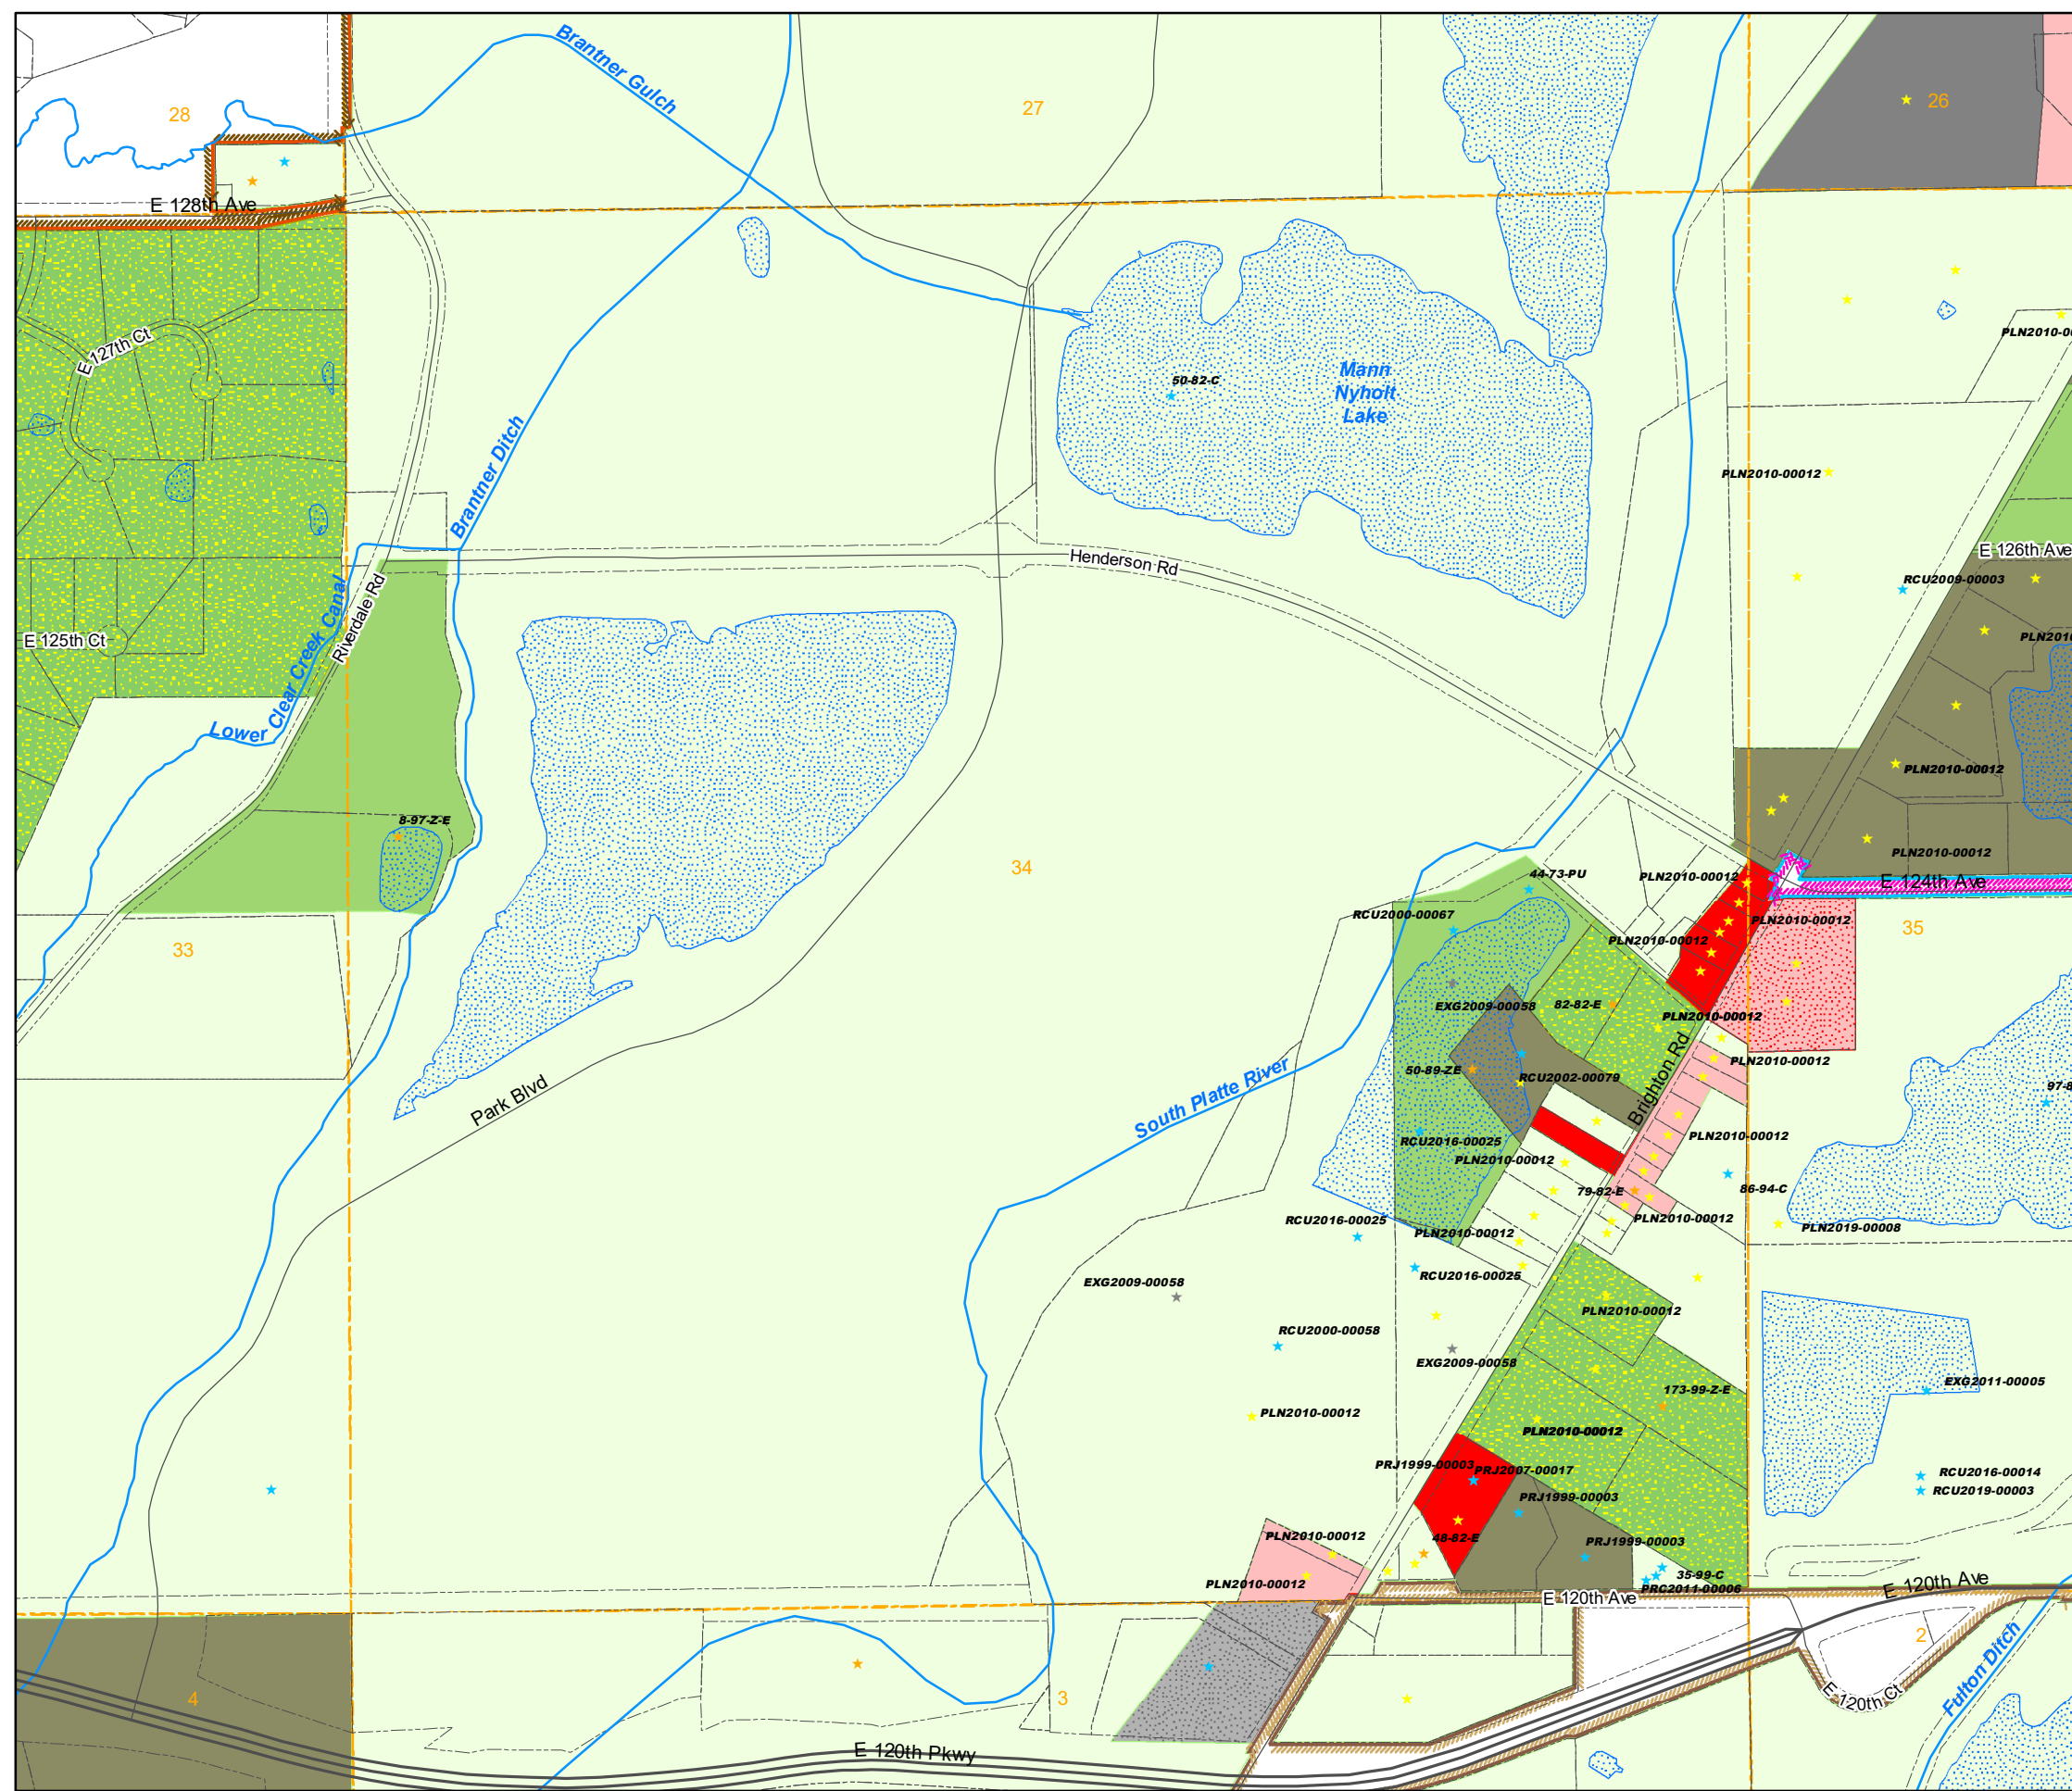 Brantner Gulch
28
27
26
E 128th Ave
E 127th Ct
PLN2010-00
50-82-C
Mann
Nyholt
Lake
Brantner Ditch
PLN2010-00012
E 126th Ave
Henderson Rd
RCU2009-00003
Lower Clear Creek Canal
Riverdale Rd
E 125th Ct
PLN201
PLN2010-00012
8-97-Z-E
PLN2010-00012
34
44-73-PU
PLN2010-00012
E 124th Ave
RCU2000-00067
PLN2010-00012
35
33
PLN2010-00012
EXG2009-00058
82-82-E
PLN2010-00012
PLN2010-00012
50-89-ZE
RCU2002-00079
Brighton Rd
Park Blvd
97-8
South Platte River
RCU2016-00025
PLN2010-00012
PLN2010-00012
79-82-E
86-94-C
RCU2016-00025
PLN2010-00012
PLN2010-00012
PLN2019-00008
RCU2016-00025
EXG2009-00058
PLN2010-00012
RCU2000-00058
EXG2009-00058
173-99-Z-E
EXG2011-00005
PLN2010-00012
PLN2010-00012
PRJ1999-00003
PRJ2007-00017
RCU2016-00014
RCU2019-00003
PRJ1999-00003
PLN2010-00012
48-82-E
PRJ1999-00003
35-99-C
PLN2010-00012
PRC2011-00006
E 120th Ave
E 120th Ave
4
3
2
E 120th Ct
Fulton Ditch
E 120th Pkwy